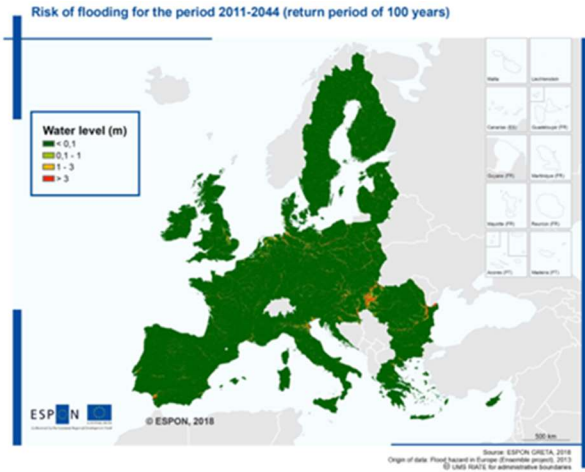 Risk of flooding for the period 2011-2044 (return period of 100 years)
Water level (m)
< 0,1
0,1 - 1
1 - 3
> 3
Malta
Liechtenstein
Canarias (ES)
Guadeloupe (FR)
Guyane (FR)
Martinique (FR)
Mayotte (FR)
Reunion (FR)
Acores (PT)
Madeira (PT)
ESPON
© ESPON, 2018
500 km
Source: ESPON GRETA, 2018
Origin of data: Flood hazard in Europe (Ensemble project), 2013
© UMS RIATE for administrative boundaries